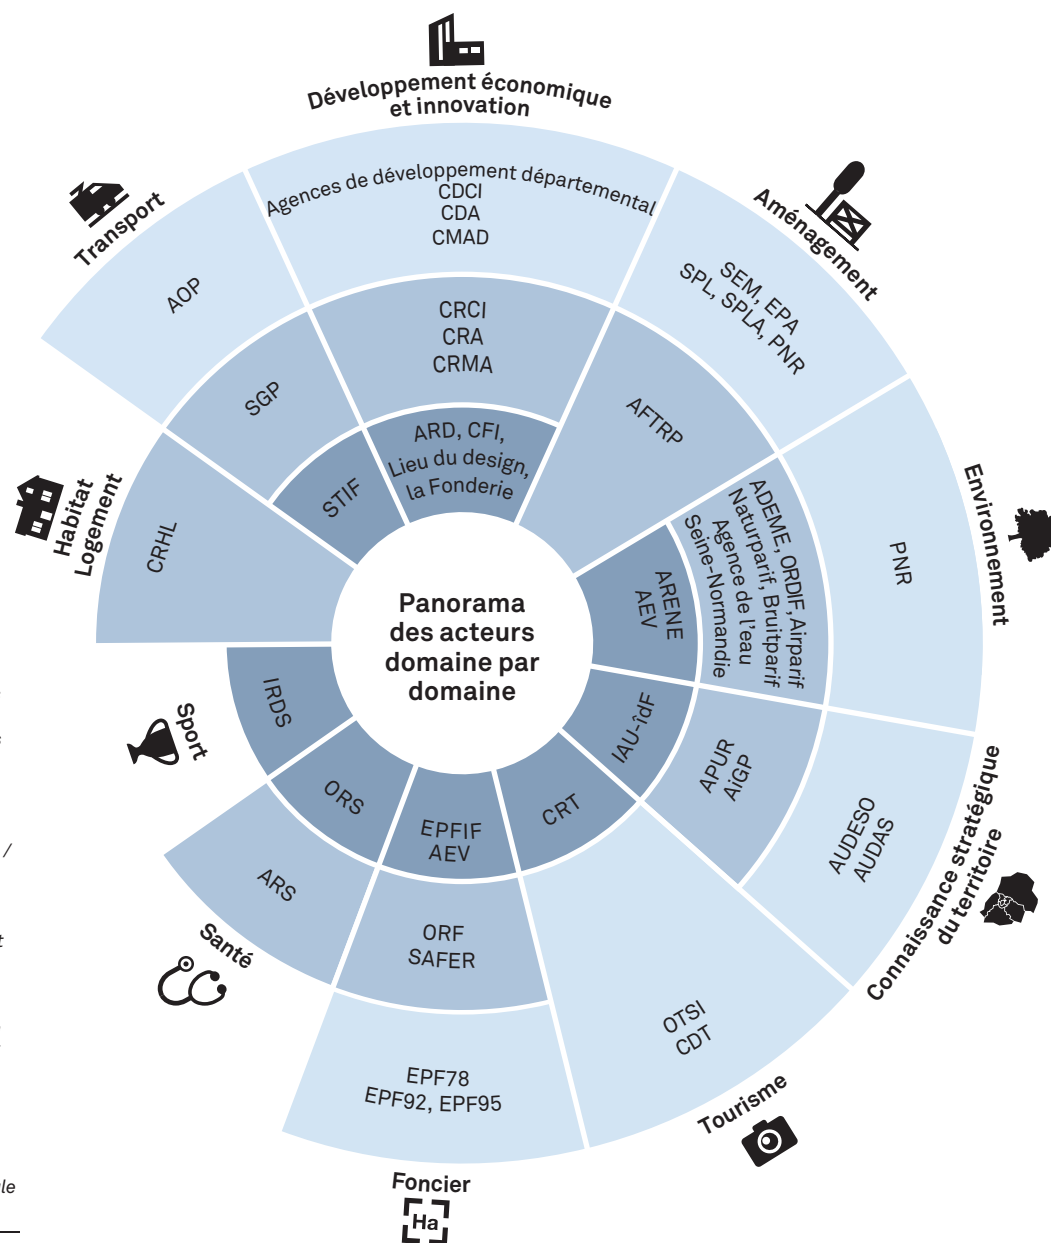 Développement économique
et innovation
Agences de développement départemental
CDCI
CDA
CMAD
CRCI
CRA
CRMA
ARD, CFI,
Lieu du design,
la Fonderie
Aménagement
SEM, EPA
SPL, SPLA, PNR
AFTRP
Environnement
PNR
ADEME, ORDIF, Airparif
Naturparif, Bruitparif
Agence de l'eau
Seine-Normandie
ARENE
AEV
Connaissance stratégique
du territoire
AUDESO
AUDAS
APUR
AiGP
IAU-îdF
Tourisme
OTSI
CDT
CRT
Foncier
Ha
EPF78
EPF92, EPF95
ORF
SAFER
EPFIF
AEV
Santé
ARS
ORS
Sport
IRDS
Habitat
Logement
CRHL
Transport
AOP
SGP
STIF
Panorama
des acteurs
domaine par
domaine
/